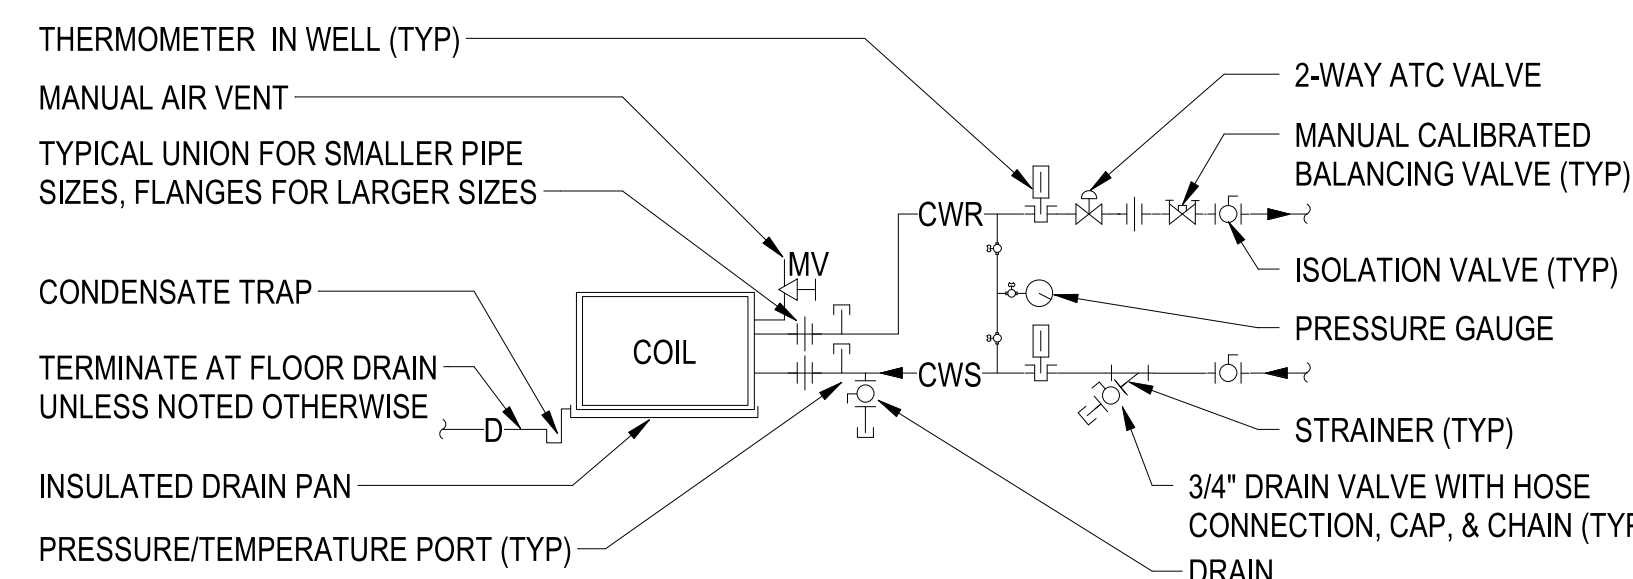 THERMOMETER IN WELL (TYP)
MANUAL AIR VENT
TYPICAL UNION FOR SMALLER PIPE
SIZES, FLANGES FOR LARGER SIZES
CONDENSATE TRAP
TERMINATE AT FLOOR DRAIN
UNLESS NOTED OTHERWISE
D
INSULATED DRAIN PAN
PRESSURE/TEMPERATURE PORT (TYP)
COIL
MV
CWR
CWS
2-WAY ATC VALVE
MANUAL CALIBRATED
BALANCING VALVE (TYP)
ISOLATION VALVE (TYP)
PRESSURE GAUGE
STRAINER (TYP)
3/4" DRAIN VALVE WITH HOSE
CONNECTION, CAP, & CHAIN (TYP
DRAIN